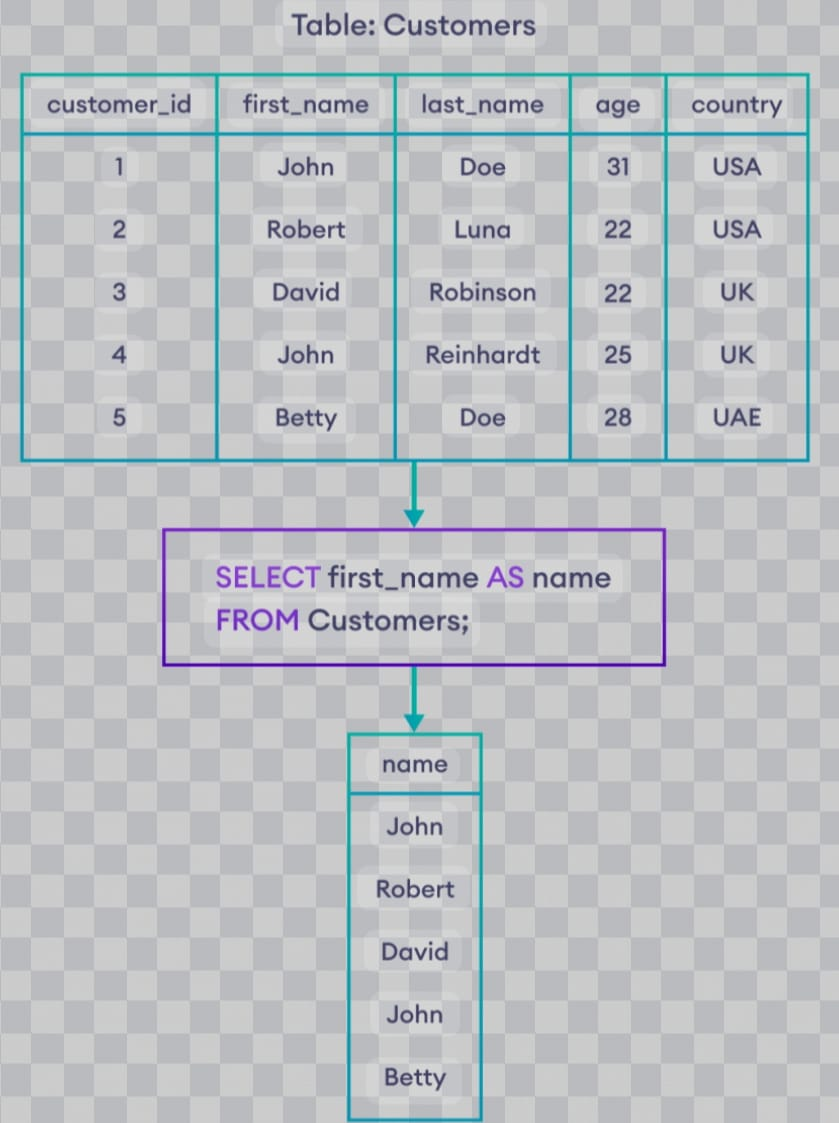 Table: Customers
customer_id first_name last_name age country
1 John Doe 31 USA
2 Robert Luna 22 USA
3 David Robinson 22 UK
4 John Reinhardt 25 UK
5 Betty Doe 28 UAE
SELECT first_name AS name
FROM Customers;
name
John
Robert
David
John
Betty